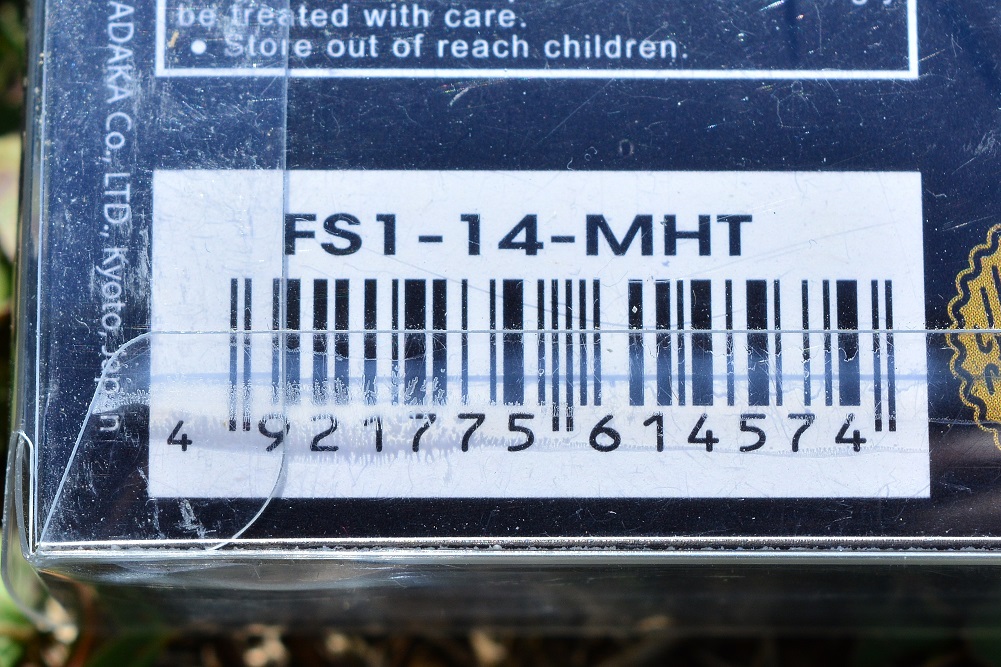 be treated with care.
• Store out of reach children.
ADAKA Co., LTD., Kyoto Japan
FS1-14-MHT
4 921775 614574